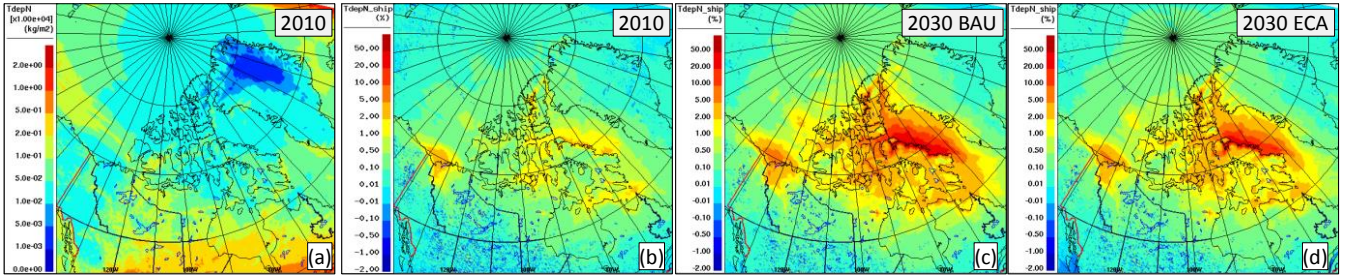 TdepN
[x1.00e+04]
(kg/m2)
2.0e+00
1.0e+00
5.0e-01
2.0e-01
1.0e-01
5.0e-02
1.0e-02
5.0e-03
1.0e-03
0.0e+00
2010
120W
(a)
TdepN_ship
(%)
50.00
20.00
10.00
5.00
2.00
1.00
0.50
0.10
0.01
-0.01
-0.10
-0.50
-1.00
-2.00
2010
120W
(b)
TdepN_ship
(%)
50.00
20.00
10.00
5.00
2.00
1.00
0.50
0.10
0.01
-0.01
-0.10
-0.50
-1.00
-2.00
2030 BAU
120W
(c)
TdepN_ship
(%)
50.00
20.00
10.00
5.00
2.00
1.00
0.50
0.10
0.01
-0.01
-0.10
-0.50
-1.00
-2.00
2030 ECA
120W
(d)